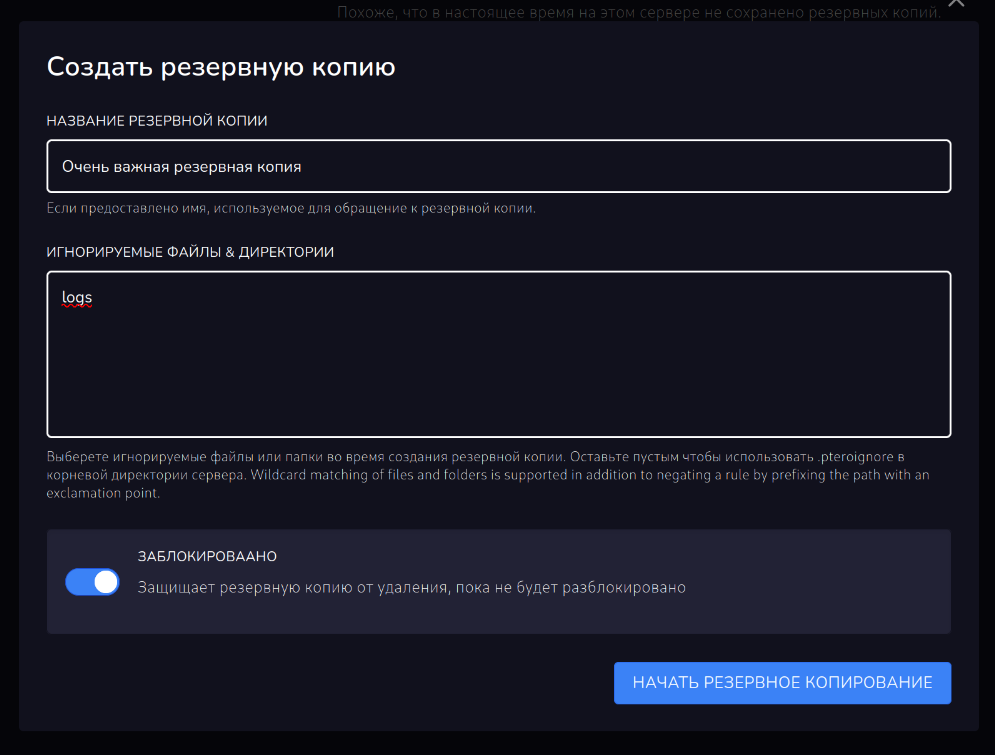 Похоже, что в настоящее время на этом сервере не сохранено резервных копий.
Создать резервную копию
НАЗВАНИЕ РЕЗЕРВНОЙ КОПИИ
Очень важная резервная копия
Если предоставлено имя, используемое для обращение к резервной копии.
ИГНОРИРУЕМЫЕ ФАЙЛЫ & ДИРЕКТОРИИ
logs
Выберете игнорируемые файлы или папки во время создания резервной копии. Оставьте пустым чтобы использовать .pteroignore в
корневой директории сервера. Wildcard matching of files and folders is supported in addition to negating a rule by prefixing the path with an
exclamation point.
ЗАБЛОКИРОВААНО
Защищает резервную копию от удаления, пока не будет разблокировано
НАЧАТЬ РЕЗЕРВНОЕ КОПИРОВАНИЕ